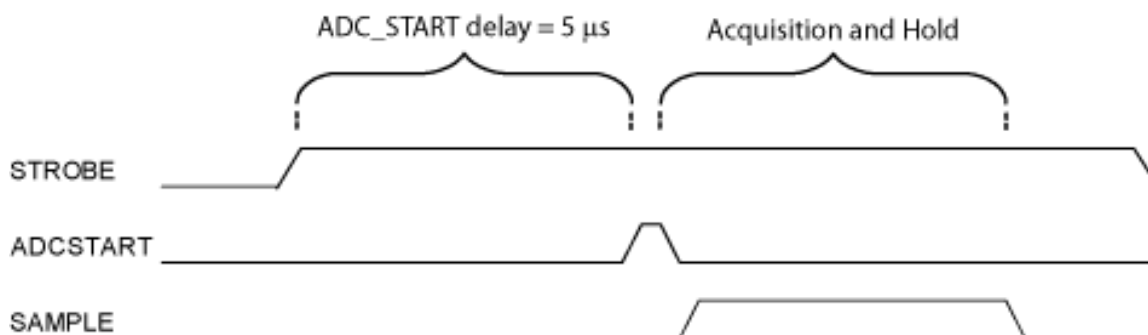 ADC_START delay = 5 µs
Acquisition and Hold
STROBE
ADCSTART
SAMPLE